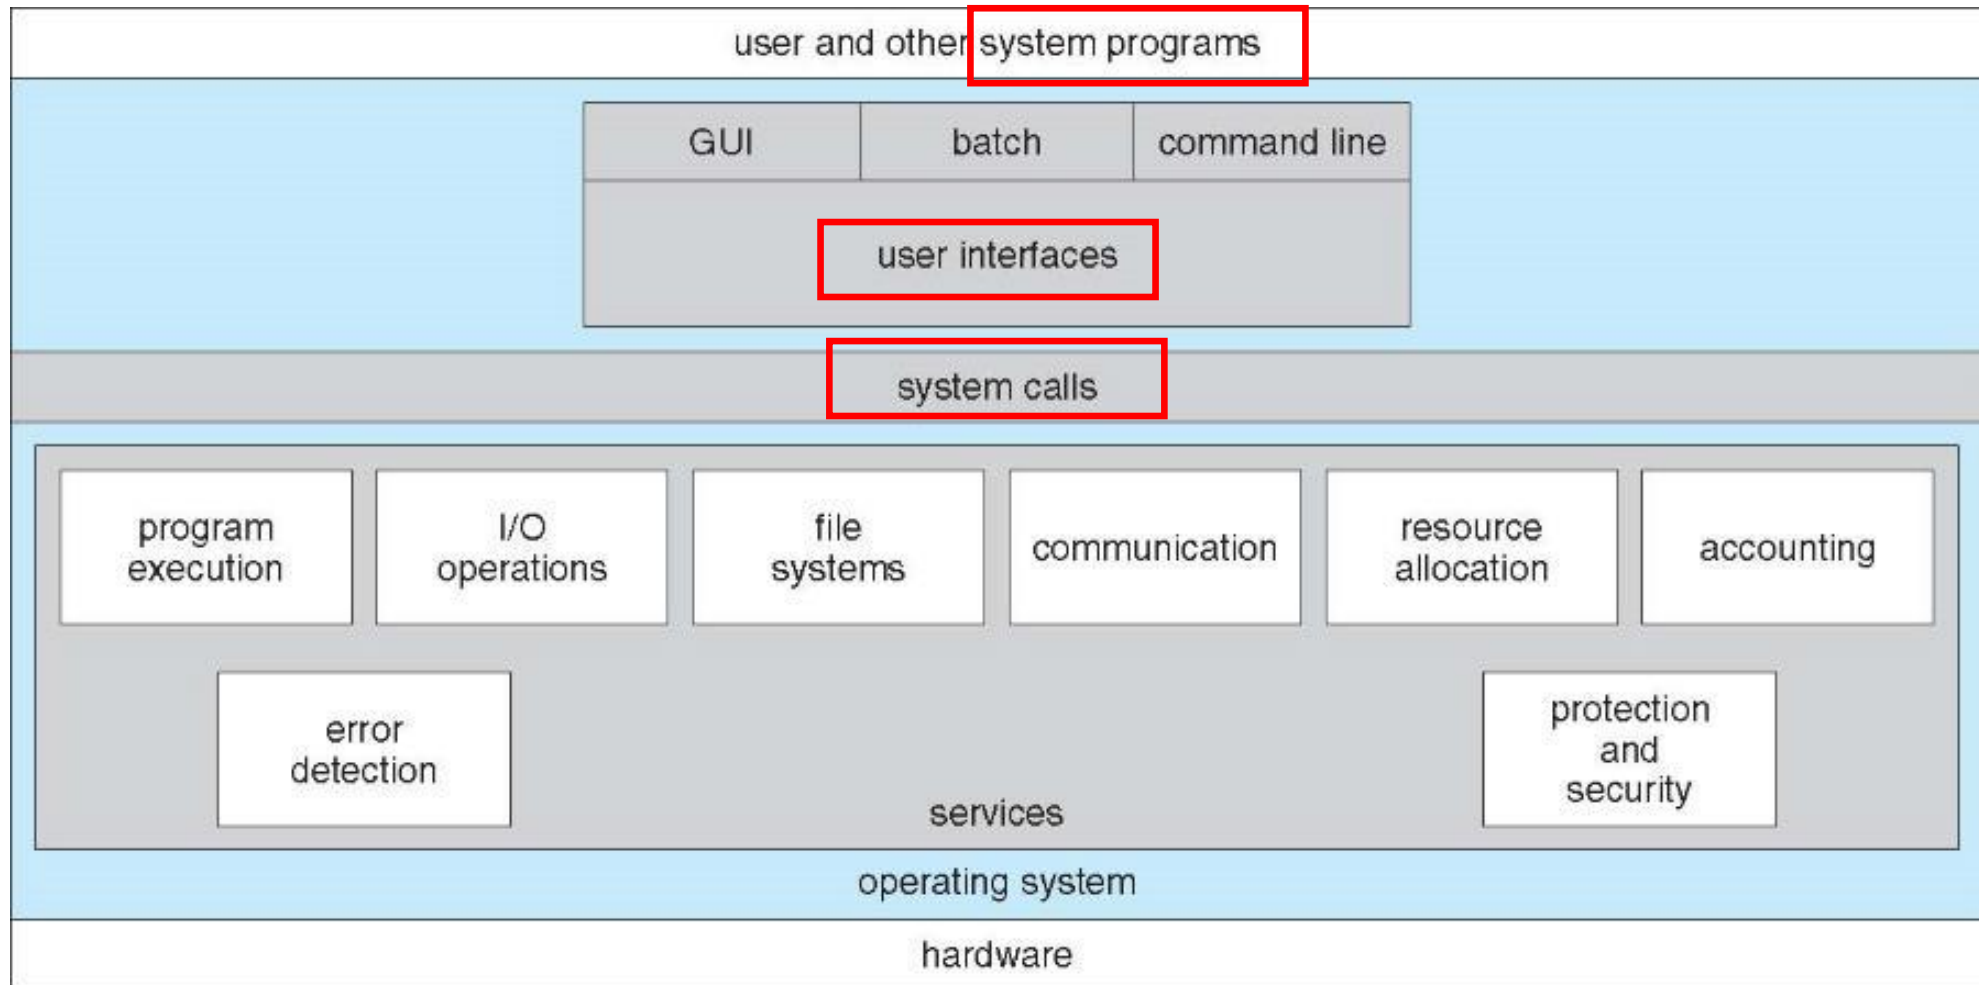 user and other system programs
GUI
batch
command line
user interfaces
system calls
program
execution
I/O
operations
file
systems
communication
resource
allocation
accounting
error
detection
protection
and
security
services
operating system
hardware